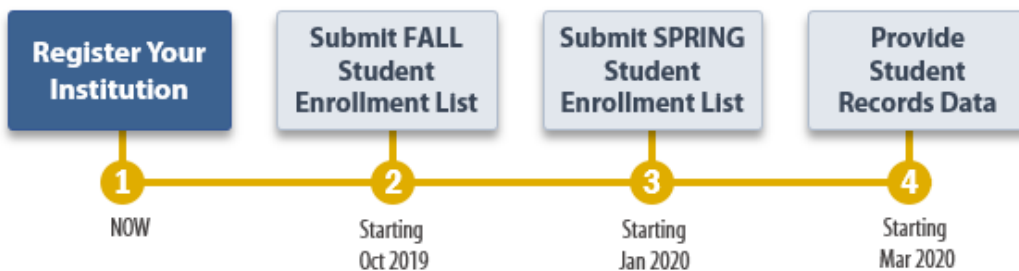 Register Your
Institution
Submit FALL
Student
Enrollment List
Submit SPRING
Student
Enrollment List
Provide
Student
Records Data
1
2
3
4
NOW
Starting
Oct 2019
Starting
Jan 2020
Starting
Mar 2020